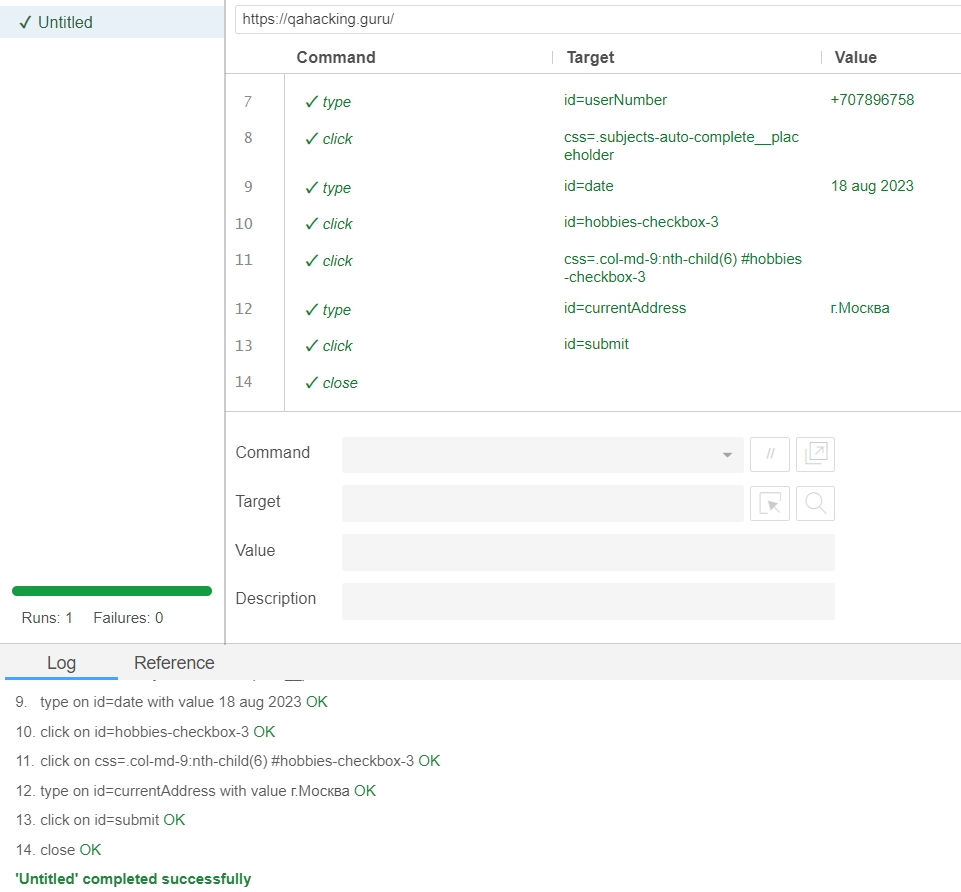 ✓ Untitled
https://qahacking.guru/
Command Target Value
7 ✓ type id=userNumber +707896758
8 ✓ click css=.subjects-auto-complete__plac
eholder
9 ✓ type id=date 18 aug 2023
10 ✓ click id=hobbies-checkbox-3
11 ✓ click css=.col-md-9:nth-child(6) #hobbies
-checkbox-3
12 ✓ type id=currentAddress г.Москва
13 ✓ click id=submit
14 ✓ close
Command //
Target
Value
Description
Runs: 1 Failures: 0
Log Reference
9. type on id=date with value 18 aug 2023 OK
10. click on id=hobbies-checkbox-3 OK
11. click on css=.col-md-9:nth-child(6) #hobbies-checkbox-3 OK
12. type on id=currentAddress with value г.Москва OK
13. click on id=submit OK
14. close OK
'Untitled' completed successfully